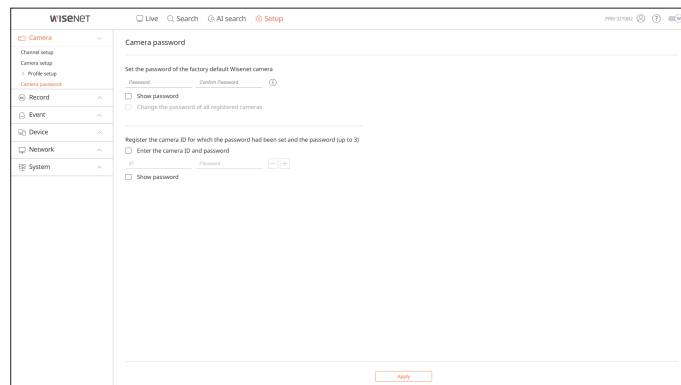 WISENET
Live Search AI search Setup
PRN-3210B2
Camera
Channel setup
Camera setup
Profile setup
Camera password
Record
Event
Device
Network
System
Camera password
Set the password of the factory default Wisenet camera
Password Confirm Password
Show password
Change the password of all registered cameras
Register the camera ID for which the password had been set and the password (up to 3)
Enter the camera ID and password
ID Password
Show password
Apply